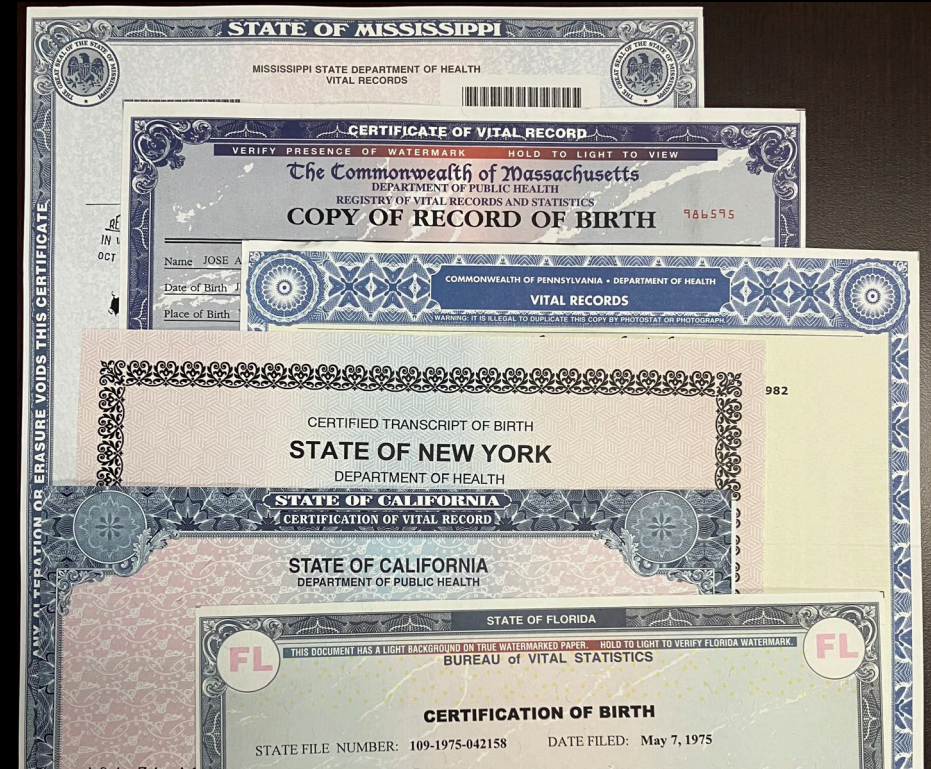 STATE OF MISSISSIPPI
MISSISSIPPI STATE DEPARTMENT OF HEALTH
VITAL RECORDS
ANY ALTERATION OR ERASURE VOIDS THIS CERTIFICATE
CERTIFICATE OF VITAL RECORD
VERIFY PRESENCE OF WATERMARK HOLD TO LIGHT TO VIEW
The Commonwealth of Massachusetts
DEPARTMENT OF PUBLIC HEALTH
REGISTRY OF VITAL RECORDS AND STATISTICS
COPY OF RECORD OF BIRTH 986595
RE
IN
OCT
Name JOSE A
Date of Birth J
Place of Birth
COMMONWEALTH OF PENNSYLVANIA • DEPARTMENT OF HEALTH
VITAL RECORDS
WARNING: IT IS ILLEGAL TO DUPLICATE THIS COPY BY PHOTOSTAT OR PHOTOGRAPH.
982
CERTIFIED TRANSCRIPT OF BIRTH
STATE OF NEW YORK
DEPARTMENT OF HEALTH
STATE OF CALIFORNIA
CERTIFICATION OF VITAL RECORD
STATE OF CALIFORNIA
DEPARTMENT OF PUBLIC HEALTH
STATE OF FLORIDA
THIS DOCUMENT HAS A LIGHT BACKGROUND ON TRUE WATERMARKED PAPER. HOLD TO LIGHT TO VERIFY FLORIDA WATERMARK.
FL BUREAU of VITAL STATISTICS FL
CERTIFICATION OF BIRTH
STATE FILE NUMBER: 109-1975-042158 DATE FILED: May 7, 1975